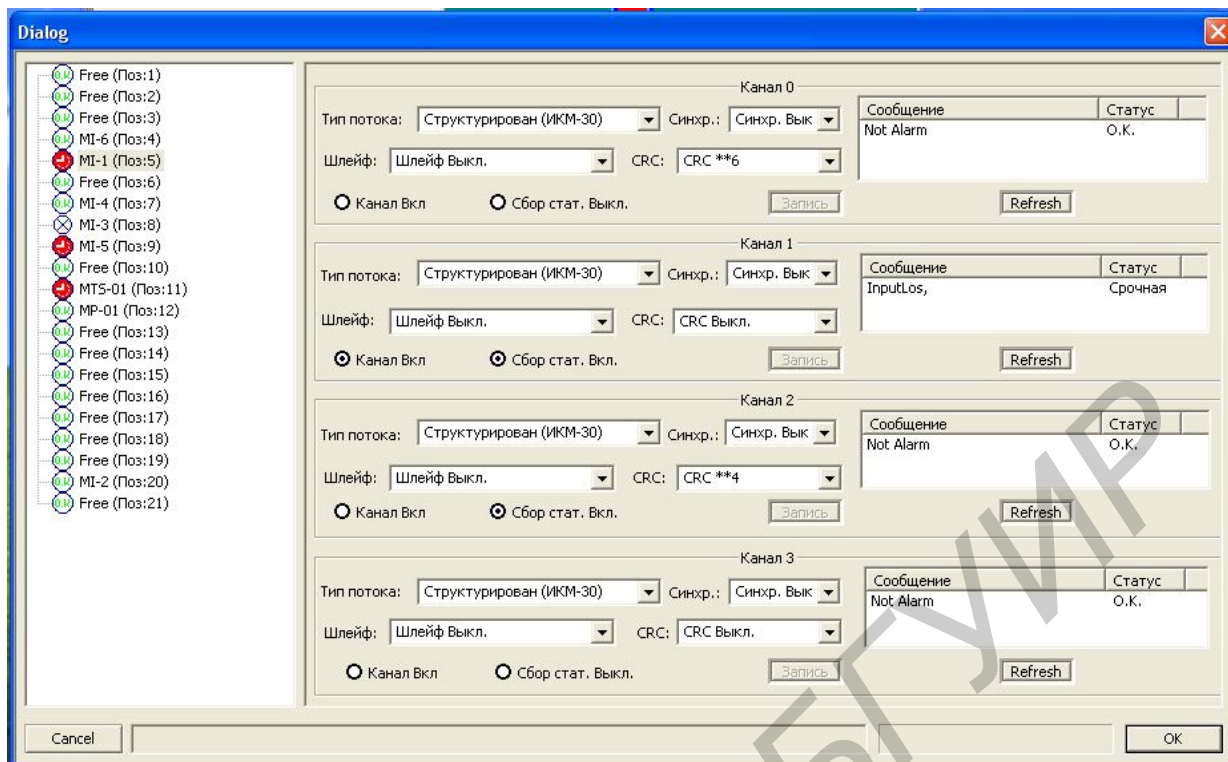 Dialog
Free (Поз:1)
Free (Поз:2)
Free (Поз:3)
MI-6 (Поз:4)
MI-1 (Поз:5)
Free (Поз:6)
MI-4 (Поз:7)
MI-3 (Поз:8)
MI-5 (Поз:9)
Free (Поз:10)
MTS-01 (Поз:11)
MP-01 (Поз:12)
Free (Поз:13)
Free (Поз:14)
Free (Поз:15)
Free (Поз:16)
Free (Поз:17)
Free (Поз:18)
Free (Поз:19)
MI-2 (Поз:20)
Free (Поз:21)
Канал 0
Тип потока: Структурирован (ИКМ-30) Синхр.: Синхр. Вык
Шлейф: Шлейф Выкл. CRC: CRC **6
Канал Вкл Сбор стат. Выкл. Запись
Сообщение Статус
Not Alarm O.K.
Refresh
Канал 1
Тип потока: Структурирован (ИКМ-30) Синхр.: Синхр. Вык
Шлейф: Шлейф Выкл. CRC: CRC Выкл.
Канал Вкл Сбор стат. Вкл. Запись
Сообщение Статус
InputLos, Срочная
Refresh
Канал 2
Тип потока: Структурирован (ИКМ-30) Синхр.: Синхр. Вык
Шлейф: Шлейф Выкл. CRC: CRC **4
Канал Вкл Сбор стат. Вкл. Запись
Сообщение Статус
Not Alarm O.K.
Refresh
Канал 3
Тип потока: Структурирован (ИКМ-30) Синхр.: Синхр. Вык
Шлейф: Шлейф Выкл. CRC: CRC Выкл.
Канал Вкл Сбор стат. Выкл. Запись
Сообщение Статус
Not Alarm O.K.
Refresh
Cancel
OK
БГУИР